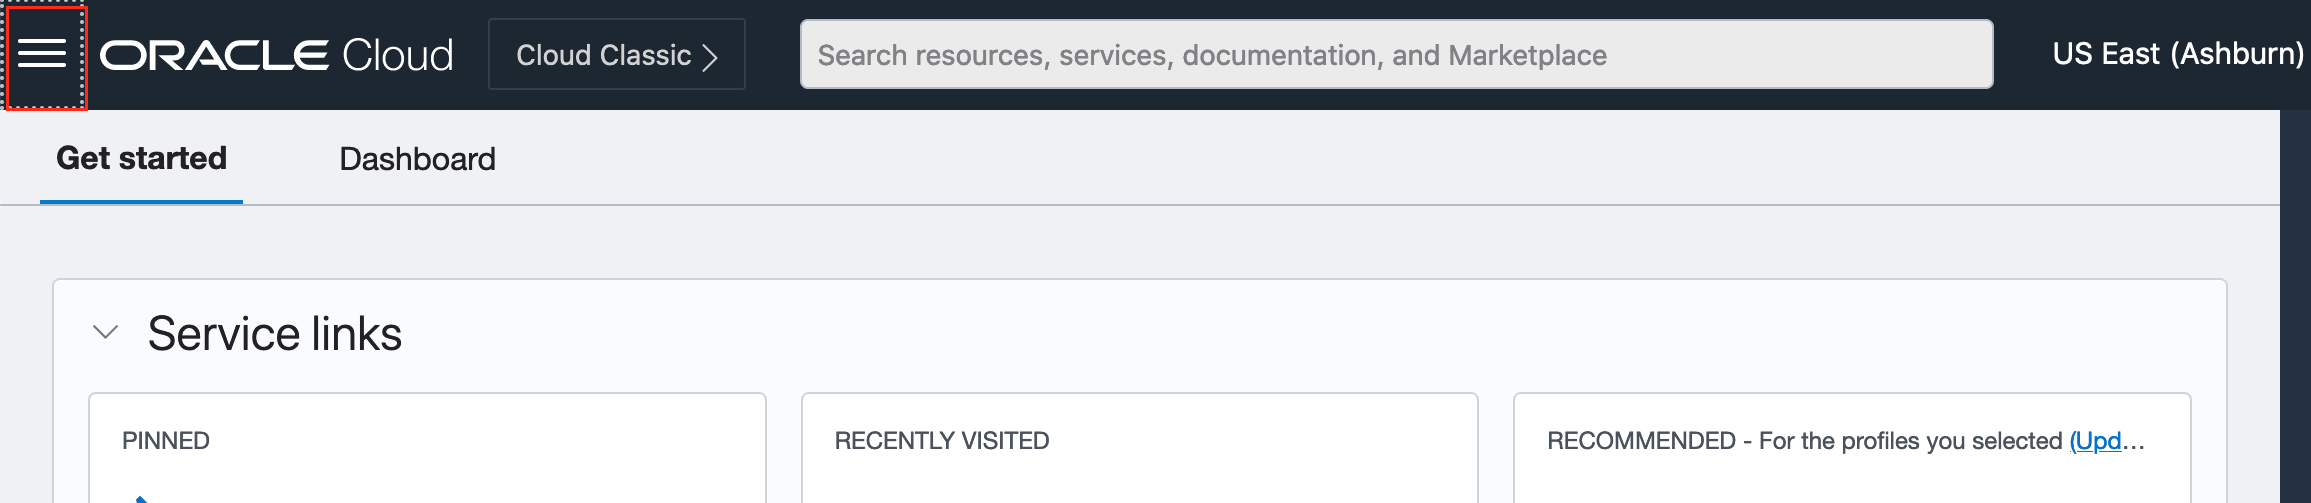 ORACLE Cloud
Cloud Classic
Search resources, services, documentation, and Marketplace
US East (Ashburn)
Get started
Dashboard
Service links
PINNED
RECENTLY VISITED
RECOMMENDED - For the profiles you selected (Upd...